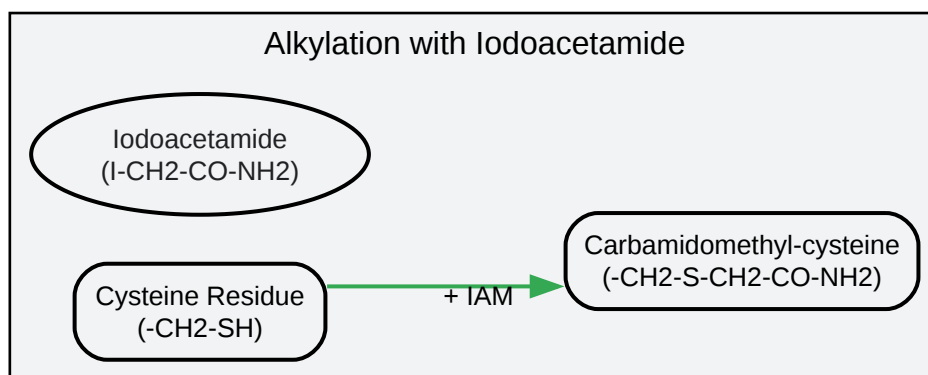 Alkylation with Iodoacetamide
Iodoacetamide
(I-CH2-CO-NH2)
Carbamidomethyl-cysteine
(-CH2-S-CH2-CO-NH2)
Cysteine Residue
(-CH2-SH)
+ IAM